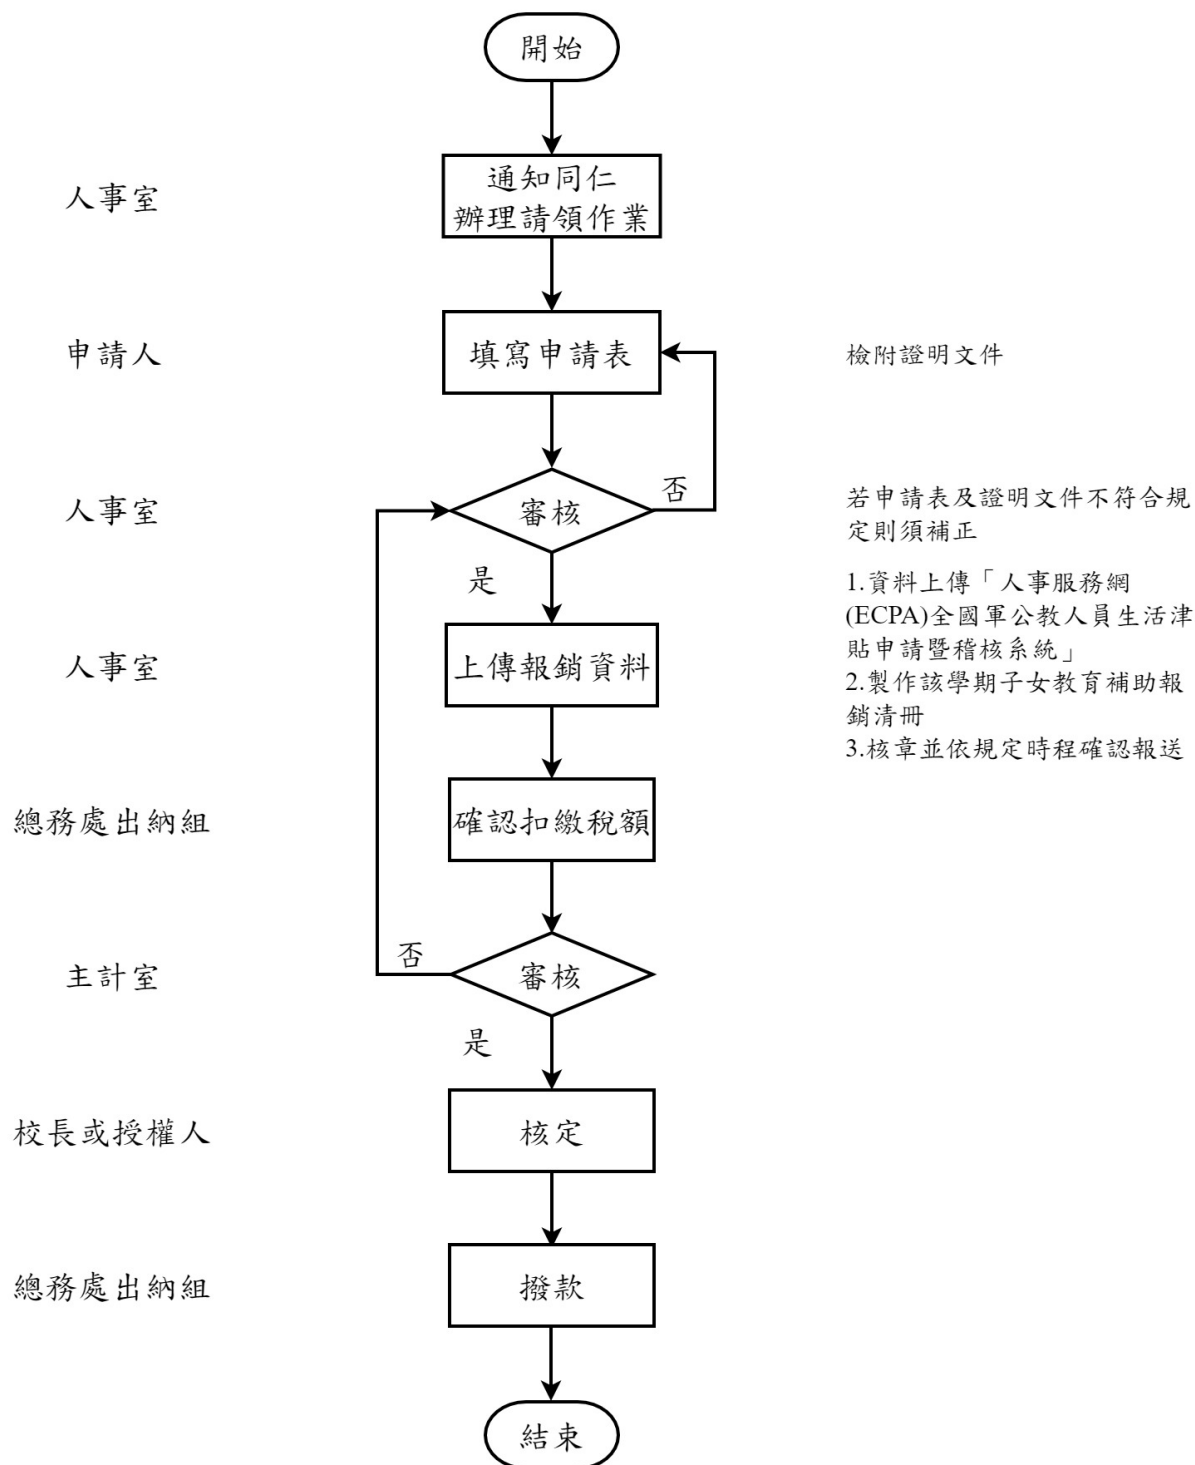 開始
人事室
通知同仁
辦理請領作業
申請人
填寫申請表
檢附證明文件
人事室
審核
否
若申請表及證明文件不符合規
定則須補正
是
1.資料上傳「人事服務網
(ECPA)全國軍公教人員生活津
貼申請暨稽核系統」
2.製作該學期子女教育補助報
銷清冊
3.核章並依規定時程確認報送
人事室
上傳報銷資料
總務處出納組
確認扣繳稅額
否
主計室
審核
是
校長或授權人
核定
總務處出納組
撥款
結束